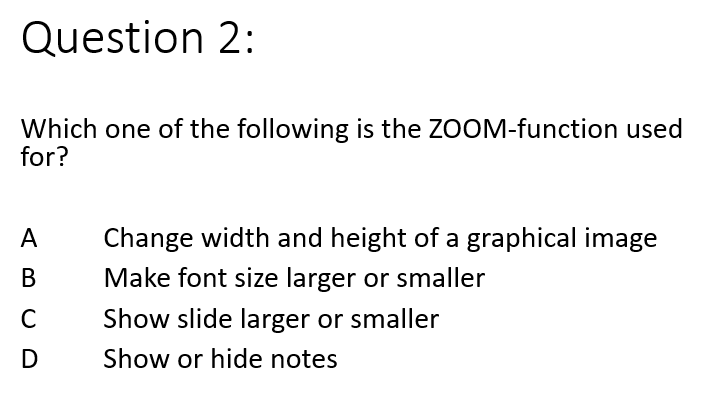 Question 2:
Which one of the following is the ZOOM-function used
for?
A Change width and height of a graphical image
B Make font size larger or smaller
C Show slide larger or smaller
D Show or hide notes